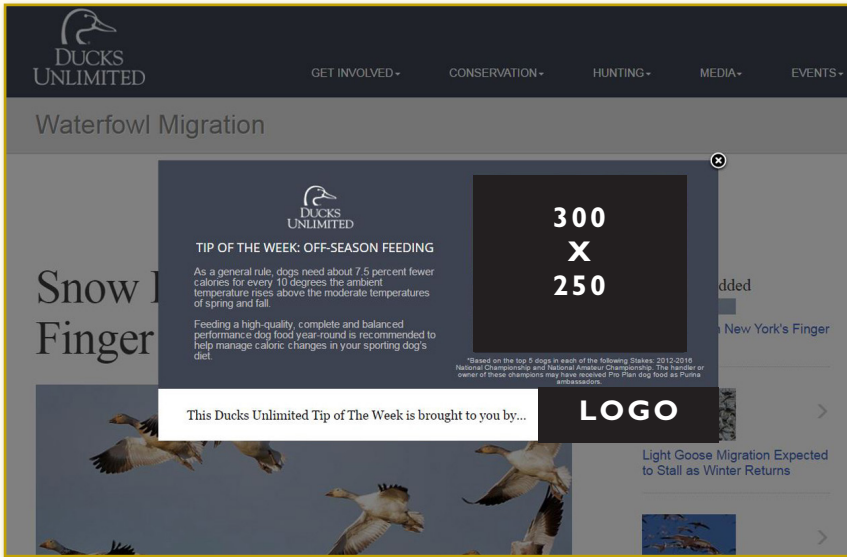 DUCKS
UNLIMITED
GET INVOLVED
CONSERVATION
HUNTING
MEDIA
EVENTS
Waterfowl Migration
DUCKS
UNLIMITED
TIP OF THE WEEK: OFF-SEASON FEEDING
As a general rule, dogs need about 7.5 percent fewer
calories for every 10 degrees the ambient
temperature rises above the moderate temperatures
of spring and fall.
Feeding a high-quality, complete and balanced
performance dog food year-round is recommended to
help manage caloric changes in your sporting dog's
diet.
300
X
250
*Based on the top 5 dogs in each of the following Stakes: 2012-2016
National Championship and National Amateur Championship. The handler or
owner of these champions may have received Pro Plan dog food as Purina
ambassadors.
This Ducks Unlimited Tip of The Week is brought to you by...
LOGO
Snow
Finger
New York's Finger
Light Goose Migration Expected
to Stall as Winter Returns